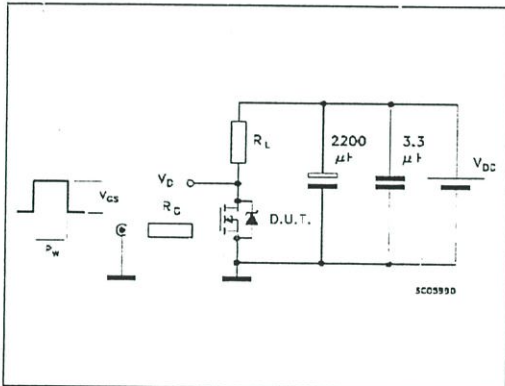 R_L
2200
μF
3.3
μF
V_DD
V_D
V_GS
R_G
D.U.T.
P_W
SC05990